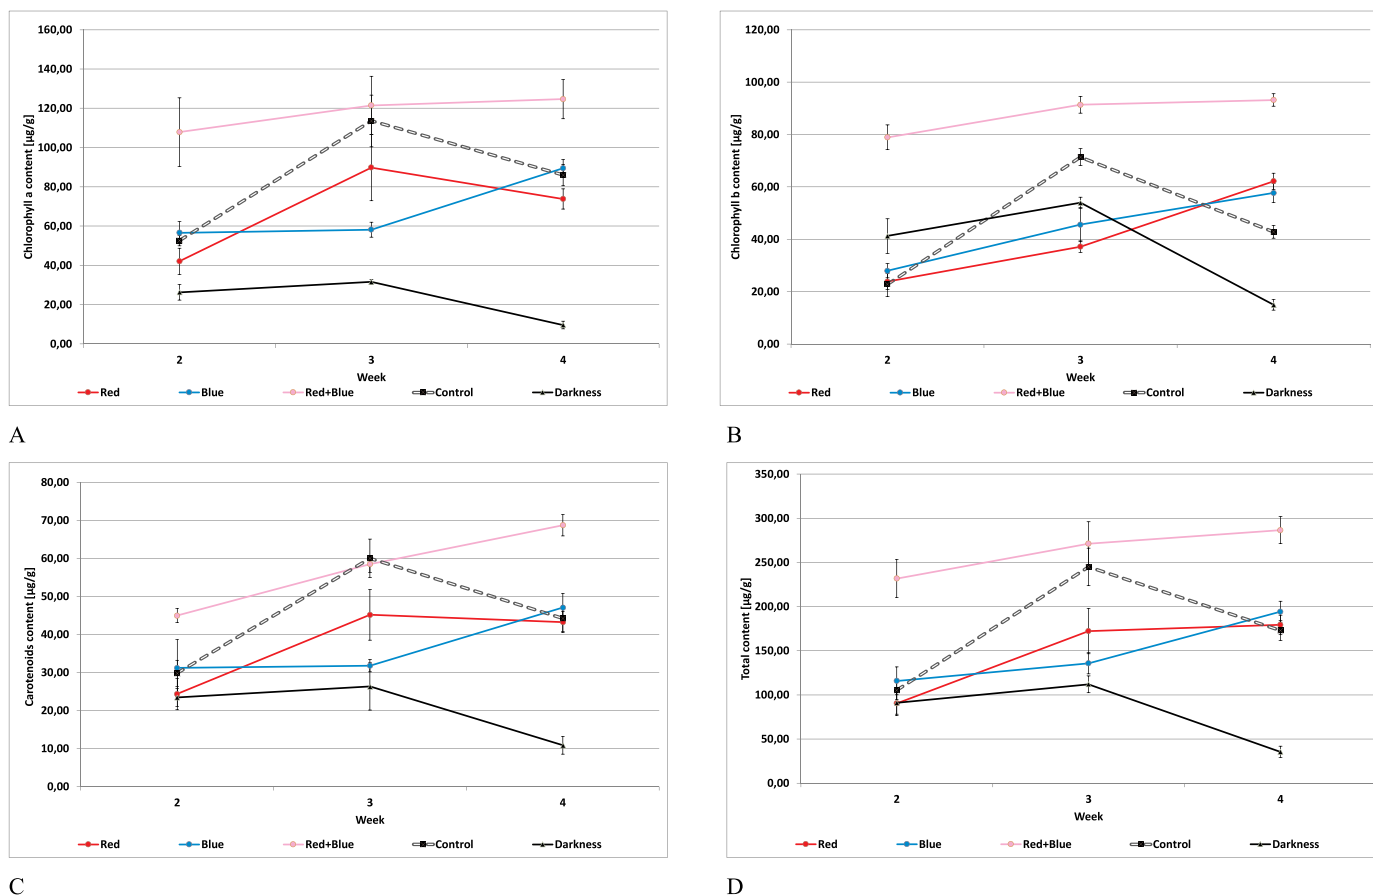 160,00
140,00
120,00
100,00
80,00
60,00
40,00
20,00
0,00
Chlorophyll a content [µg/g]
2 3 4
Week
Red Blue Red+Blue Control Darkness
A
120,00
100,00
80,00
60,00
40,00
20,00
0,00
Chlorophyll b content [µg/g]
2 3 4
Week
Red Blue Red+Blue Control Darkness
B
80,00
70,00
60,00
50,00
40,00
30,00
20,00
10,00
0,00
Carotenoids content [µg/g]
2 3 4
Week
Red Blue Red+Blue Control Darkness
C
350,00
300,00
250,00
200,00
150,00
100,00
50,00
0,00
Total content [µg/g]
2 3 4
Week
Red Blue Red+Blue Control Darkness
D